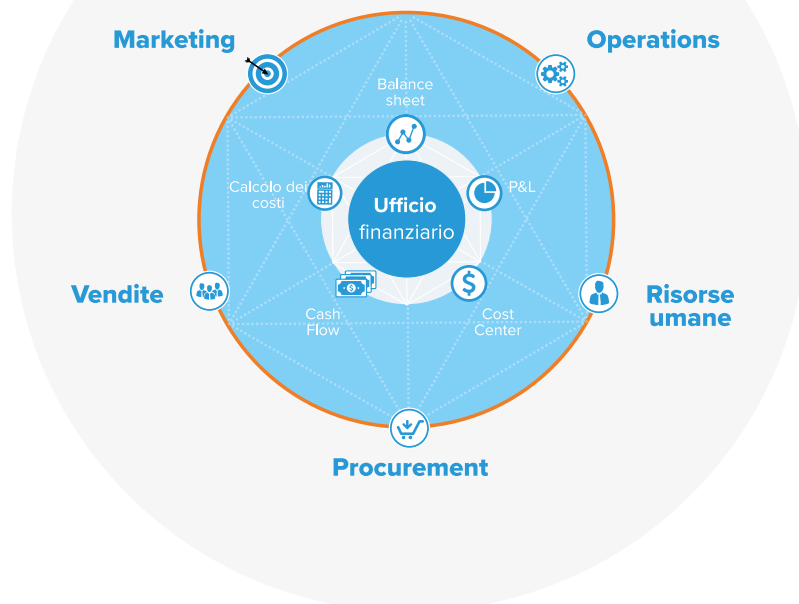 Marketing
Operations
Balance
sheet
Calcolo dei
costi
P&L
Ufficio
finanziario
Vendite
Risorse
umane
Cash
Flow
Cost
Center
Procurement